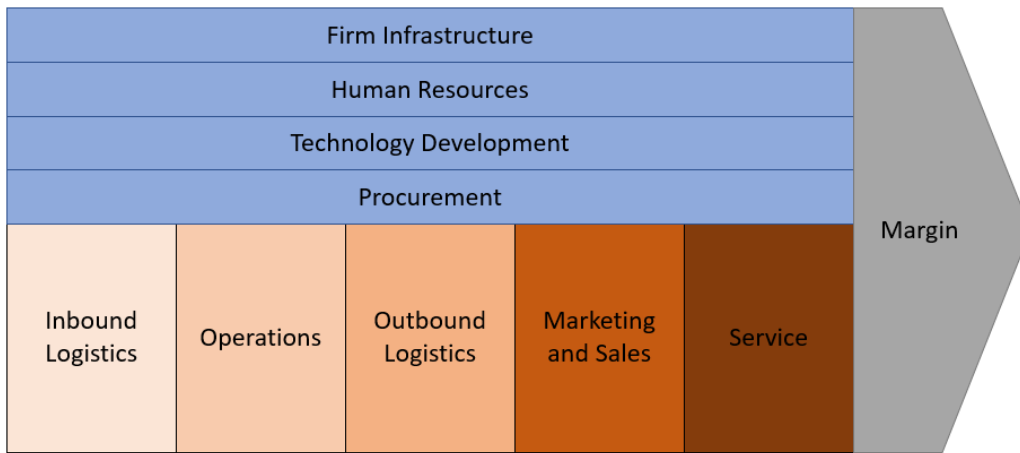 Firm Infrastructure
Human Resources
Technology Development
Procurement
Inbound
Logistics
Operations
Outbound
Logistics
Marketing
and Sales
Service
Margin